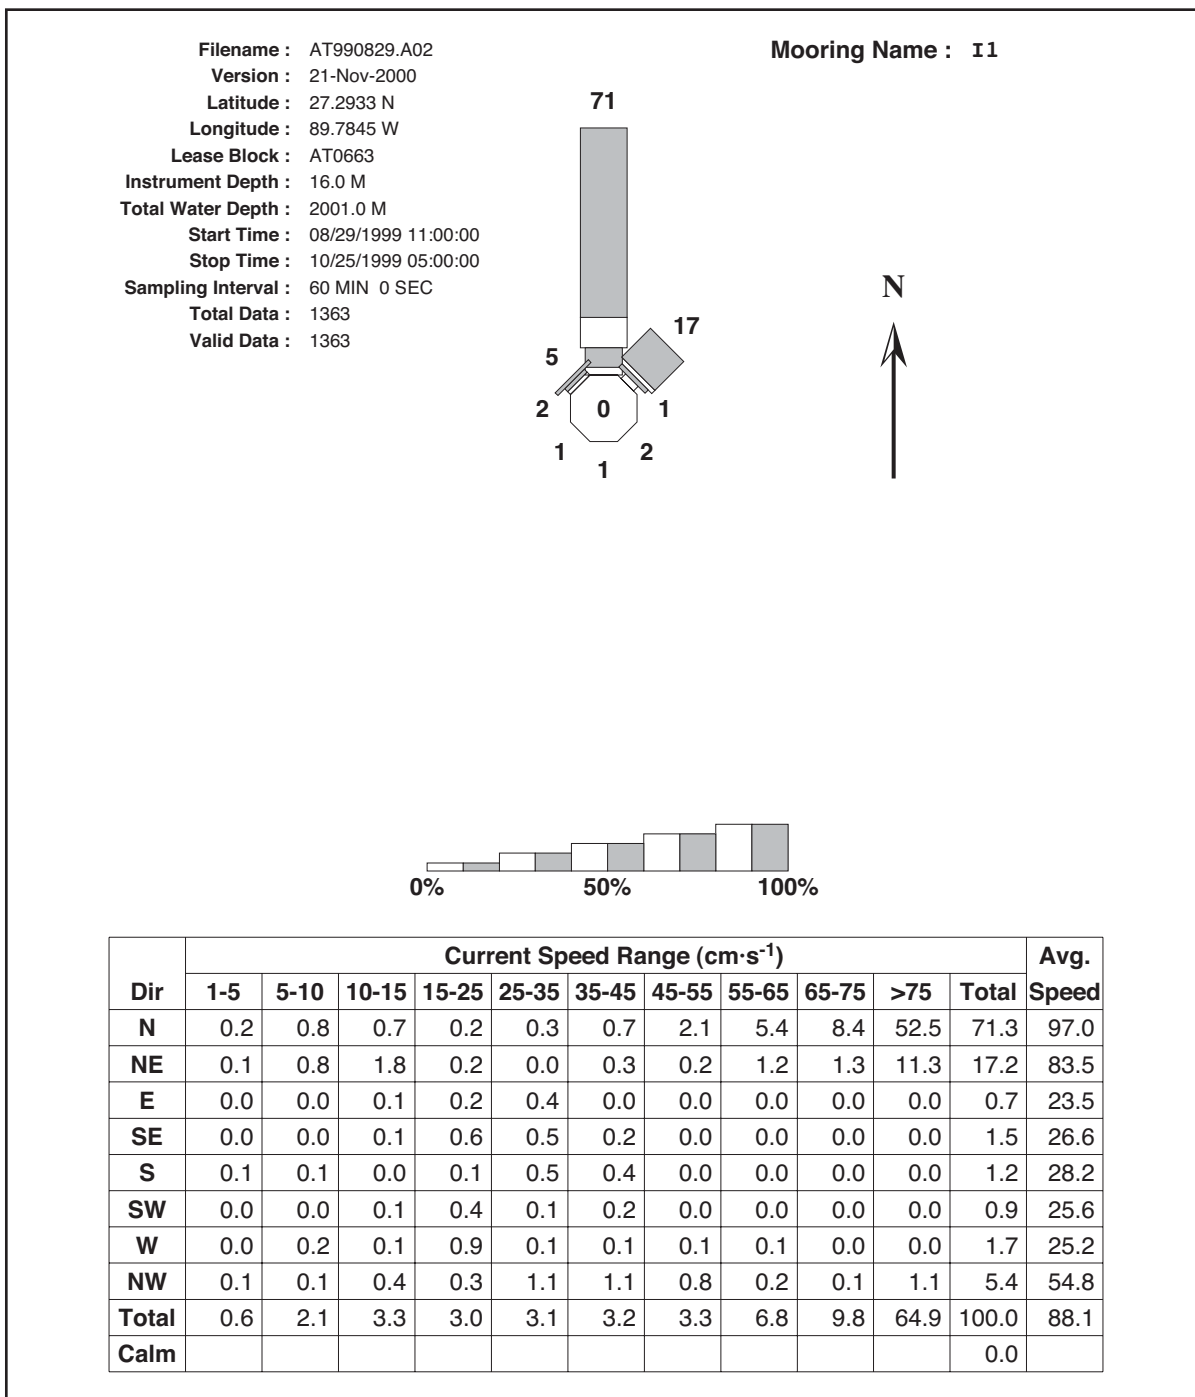 Filename : AT990829.A02
Version : 21-Nov-2000
Latitude : 27.2933 N
Longitude : 89.7845 W
Lease Block : AT0663
Instrument Depth : 16.0 M
Total Water Depth : 2001.0 M
Start Time : 08/29/1999 11:00:00
Stop Time : 10/25/1999 05:00:00
Sampling Interval : 60 MIN 0 SEC
Total Data : 1363
Valid Data : 1363
Mooring Name : I1
71
N
17
5
2 0 1
1 2
1
0% 50% 100%
Current Speed Range (cm·s-1) Avg.
Dir 1-5 5-10 10-15 15-25 25-35 35-45 45-55 55-65 65-75 >75 Total Speed
N 0.2 0.8 0.7 0.2 0.3 0.7 2.1 5.4 8.4 52.5 71.3 97.0
NE 0.1 0.8 1.8 0.2 0.0 0.3 0.2 1.2 1.3 11.3 17.2 83.5
E 0.0 0.0 0.1 0.2 0.4 0.0 0.0 0.0 0.0 0.0 0.7 23.5
SE 0.0 0.0 0.1 0.6 0.5 0.2 0.0 0.0 0.0 0.0 1.5 26.6
S 0.1 0.1 0.0 0.1 0.5 0.4 0.0 0.0 0.0 0.0 1.2 28.2
SW 0.0 0.0 0.1 0.4 0.1 0.2 0.0 0.0 0.0 0.0 0.9 25.6
W 0.0 0.2 0.1 0.9 0.1 0.1 0.1 0.1 0.0 0.0 1.7 25.2
NW 0.1 0.1 0.4 0.3 1.1 1.1 0.8 0.2 0.1 1.1 5.4 54.8
Total 0.6 2.1 3.3 3.0 3.1 3.2 3.3 6.8 9.8 64.9 100.0 88.1
Calm 0.0